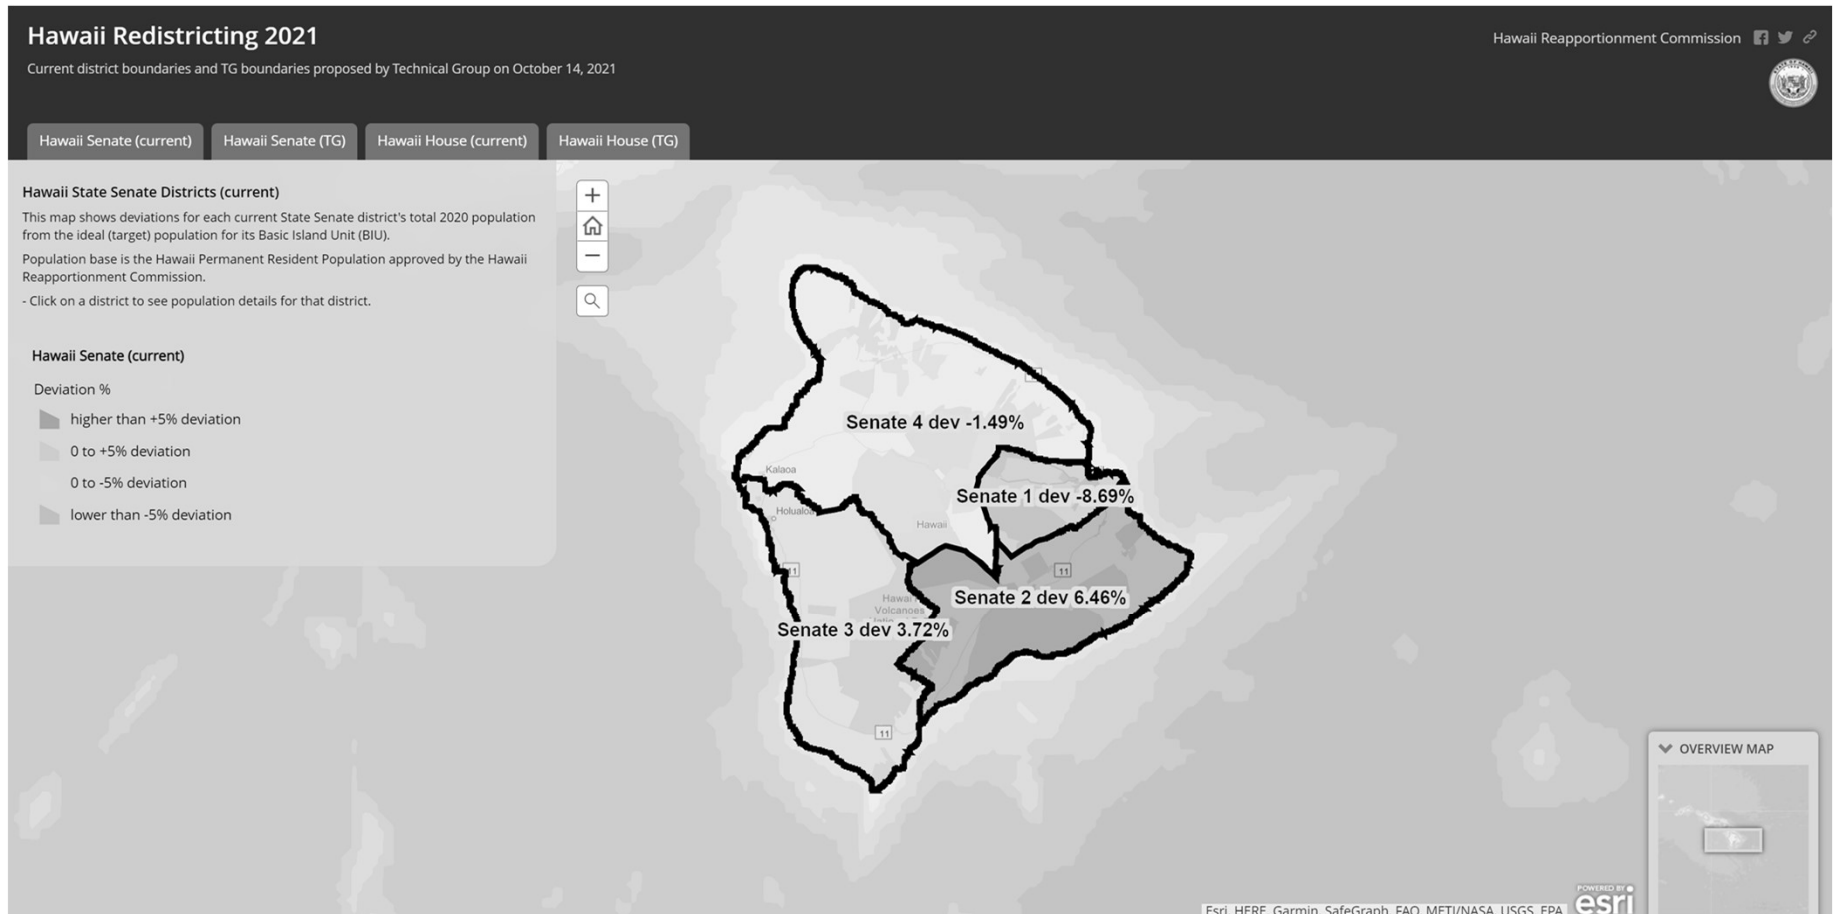 Hawaii Redistricting 2021
Hawaii Reapportionment Commission
Current district boundaries and TG boundaries proposed by Technical Group on October 14, 2021
Hawaii Senate (current)
Hawaii Senate (TG)
Hawaii House (current)
Hawaii House (TG)
Hawaii State Senate Districts (current)
This map shows deviations for each current State Senate district's total 2020 population
from the ideal (target) population for its Basic Island Unit (BIU).
Population base is the Hawaii Permanent Resident Population approved by the Hawaii
Reapportionment Commission.
- Click on a district to see population details for that district.
Hawaii Senate (current)
Deviation %
higher than +5% deviation
0 to +5% deviation
0 to -5% deviation
lower than -5% deviation
Senate 4 dev -1.49%
Kalaoa
Senate 1 dev -8.69%
Holualoa
Hawaii
11
11
Senate 2 dev 6.46%
Volcanoes
Senate 3 dev 3.72%
11
OVERVIEW MAP
POWERED BY
esri
Esri, HERE, Garmin, SafeGraph, FAO, METI/NASA, USGS, EPA